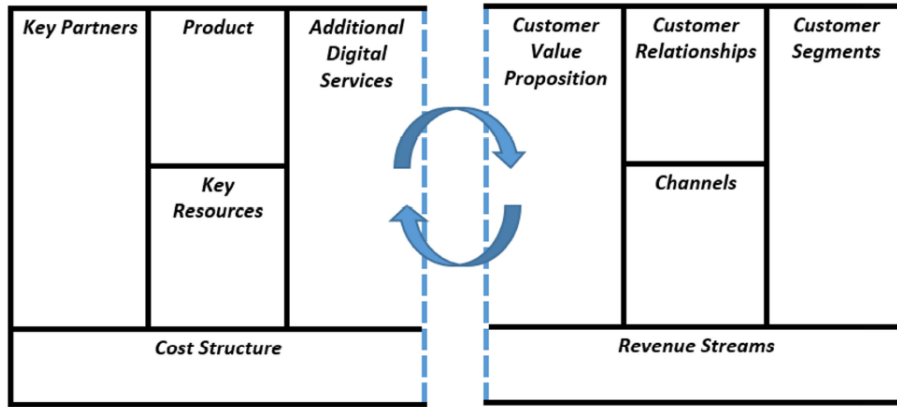 Key Partners
Product
Additional
Digital
Services
Key
Resources
Cost Structure
Customer
Value
Proposition
Customer
Relationships
Customer
Segments
Channels
Revenue Streams